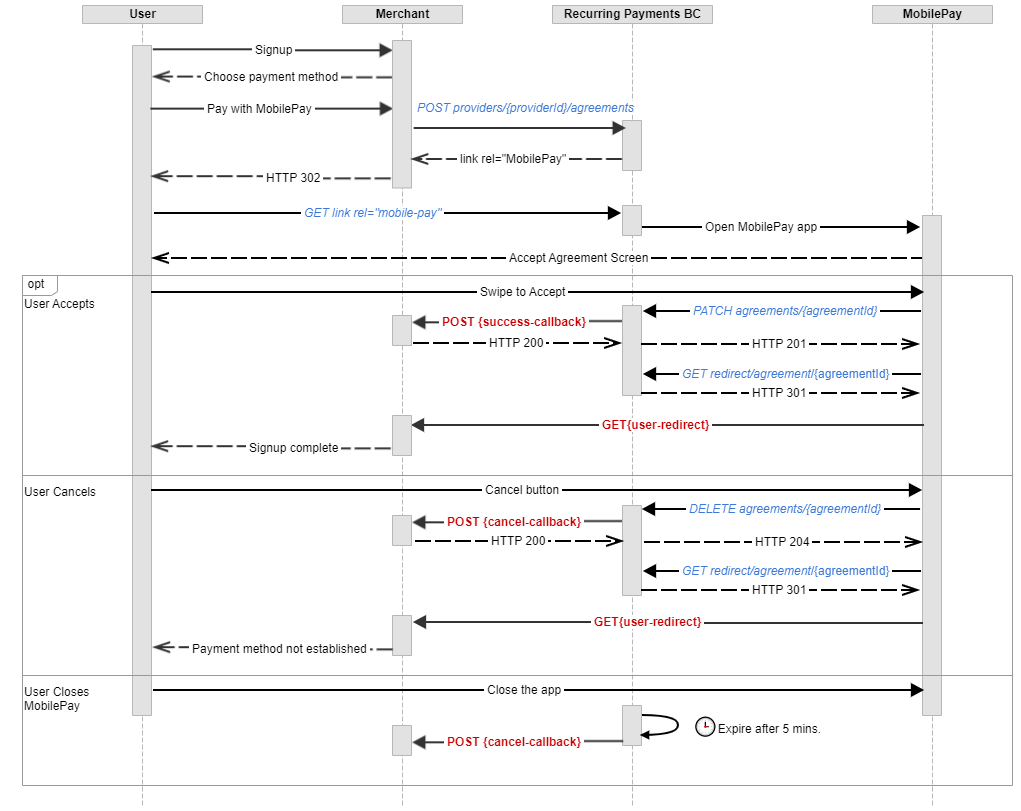 User
Merchant
Recurring Payments BC
MobilePay
Signup
Choose payment method
Pay with MobilePay
POST providers/{providerId}/agreements
link rel="MobilePay"
HTTP 302
GET link rel="mobile-pay"
Open MobilePay app
Accept Agreement Screen
opt
User Accepts
Swipe to Accept
PATCH agreements/{agreementId}
POST {success-callback}
HTTP 200
HTTP 201
GET redirect/agreement/{agreementId}
HTTP 301
GET{user-redirect}
Signup complete
User Cancels
Cancel button
DELETE agreements/{agreementId}
POST {cancel-callback}
HTTP 200
HTTP 204
GET redirect/agreement/{agreementId}
HTTP 301
GET{user-redirect}
Payment method not established
User Closes
MobilePay
Close the app
Expire after 5 mins.
POST {cancel-callback}